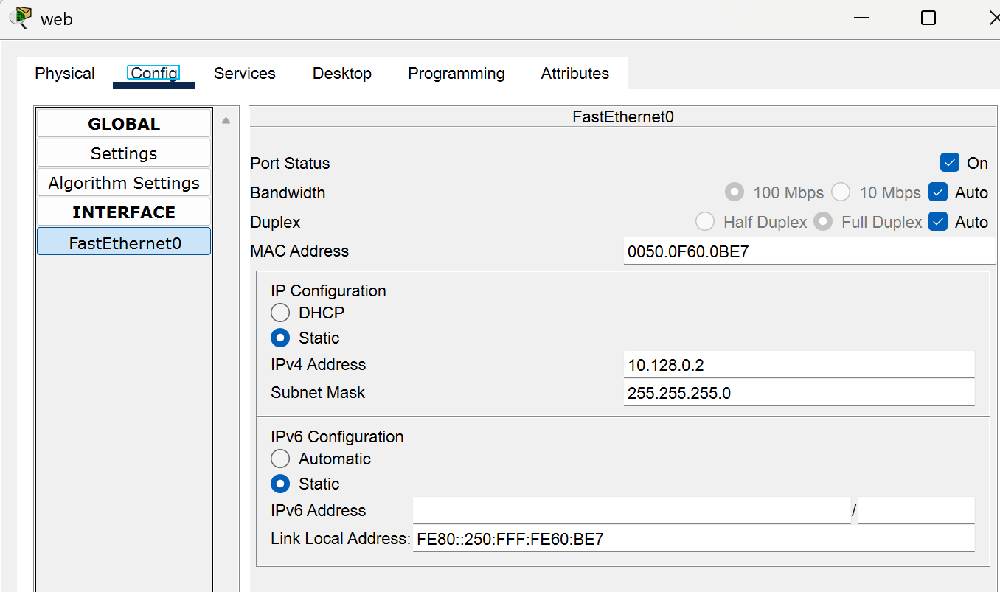 web
Physical Config Services Desktop Programming Attributes
GLOBAL
Settings
Algorithm Settings
INTERFACE
FastEthernet0
FastEthernet0
Port Status On
Bandwidth 100 Mbps 10 Mbps Auto
Duplex Half Duplex Full Duplex Auto
MAC Address 0050.0F60.0BE7
IP Configuration
DHCP
Static
IPv4 Address 10.128.0.2
Subnet Mask 255.255.255.0
IPv6 Configuration
Automatic
Static
IPv6 Address /
Link Local Address: FE80::250:FFF:FE60:BE7